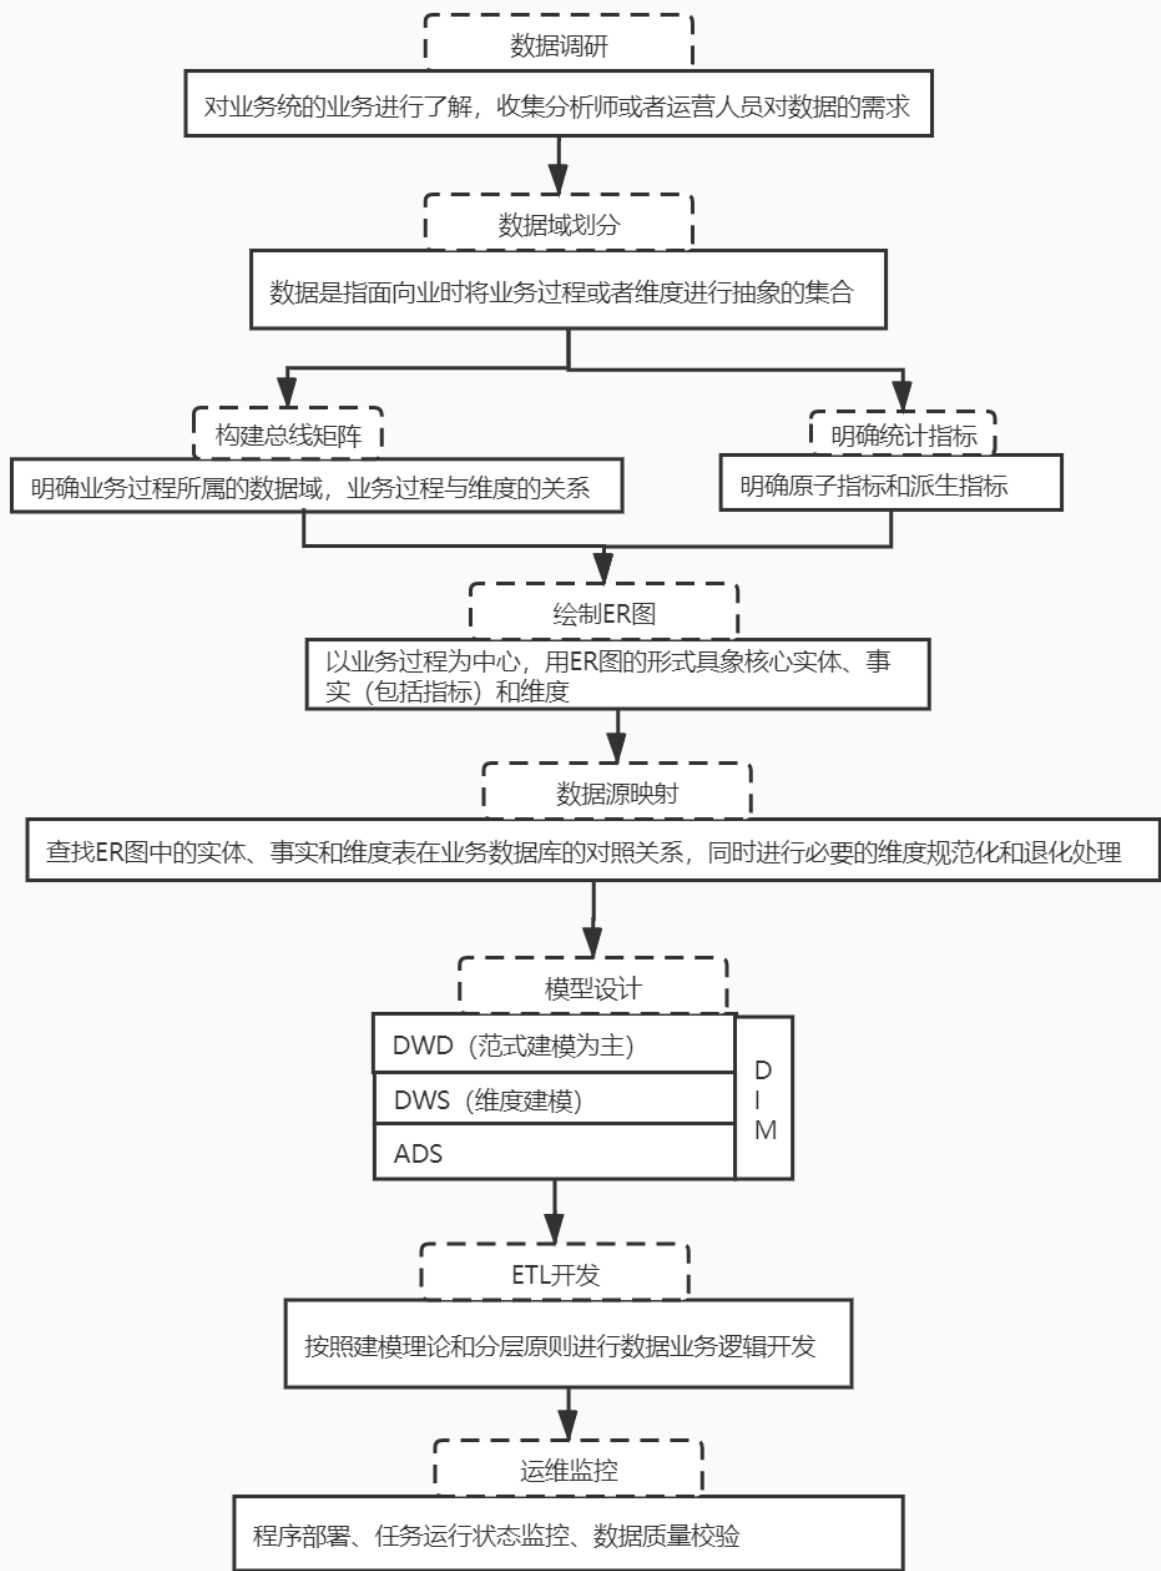 数据调研
对业务统的业务进行了解，收集分析师或者运营人员对数据的需求
数据域划分
数据是指面向业时将业务过程或者维度进行抽象的集合
构建总线矩阵
明确统计指标
明确业务过程所属的数据域，业务过程与维度的关系
明确原子指标和派生指标
绘制ER图
以业务过程为中心，用ER图的形式具象核心实体、事
实（包括指标）和维度
数据源映射
查找ER图中的实体、事实和维度表在业务数据库的对照关系，同时进行必要的维度规范化和退化处理
模型设计
DWD（范式建模为主）
DWS（维度建模）
ADS
D
I
M
ETL开发
按照建模理论和分层原则进行数据业务逻辑开发
运维监控
程序部署、任务运行状态监控、数据质量校验